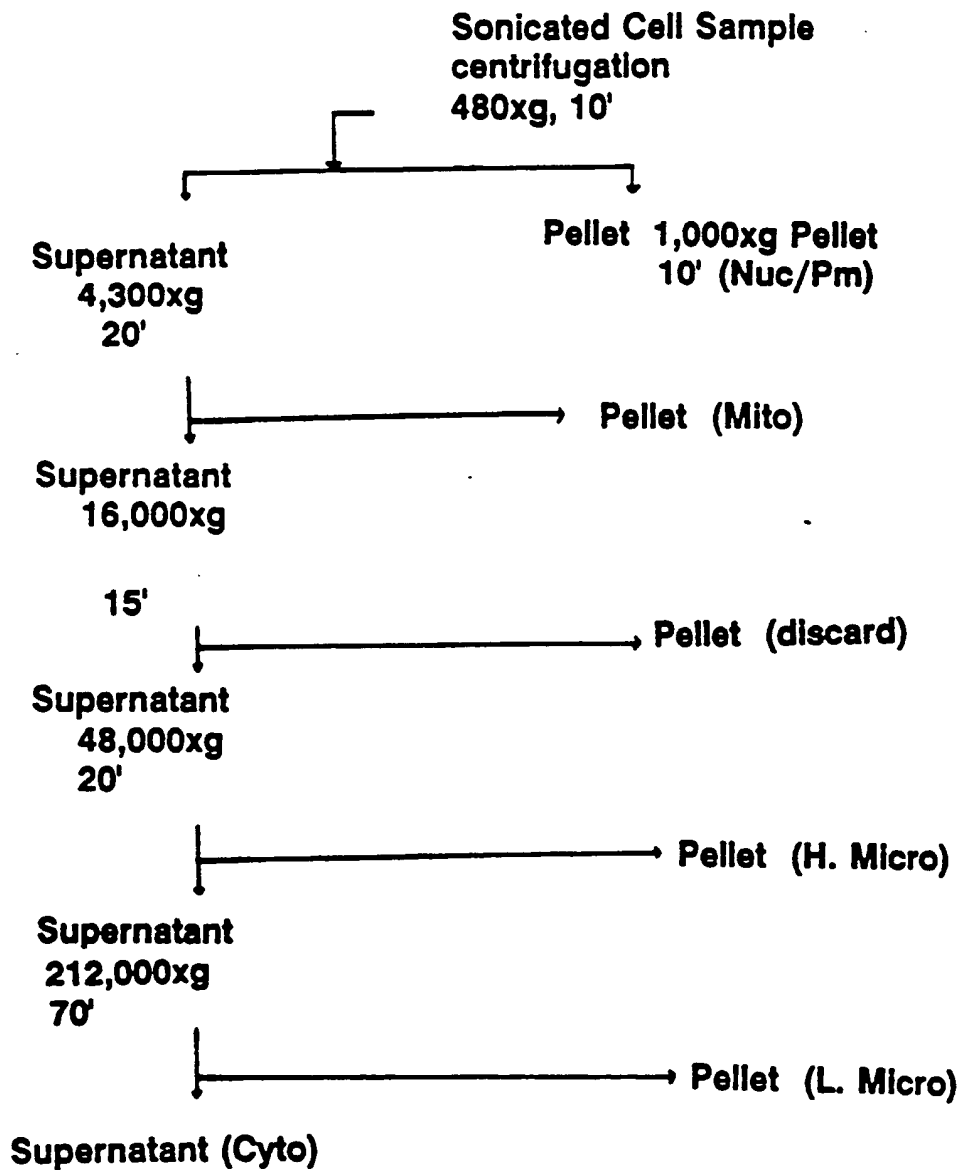 Sonicated Cell Sample
centrifugation
480xg, 10'
Supernatant
4,300xg
20'
Pellet 1,000xg Pellet
10' (Nuc/Pm)
Pellet (Mito)
Supernatant
16,000xg
15'
Pellet (discard)
Supernatant
48,000xg
20'
Pellet (H. Micro)
Supernatant
212,000xg
70'
Pellet (L. Micro)
Supernatant (Cyto)